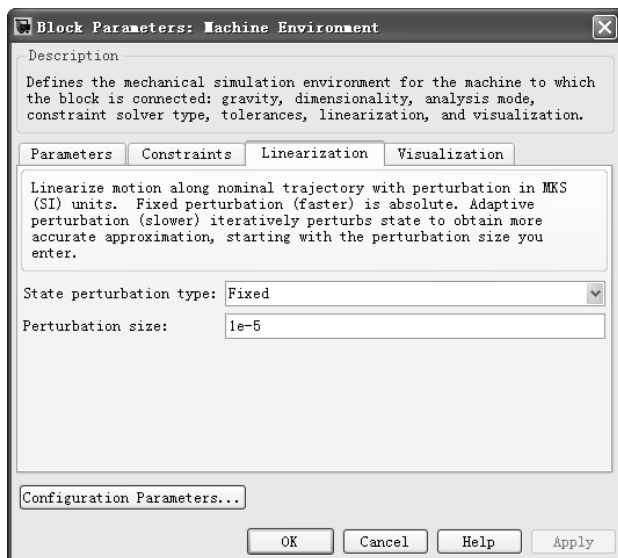 Block Parameters: Machine Environment
Description
Defines the mechanical simulation environment for the machine to which
the block is connected: gravity, dimensionality, analysis mode,
constraint solver type, tolerances, linearization, and visualization.
Parameters Constraints Linearization Visualization
Linearize motion along nominal trajectory with perturbation in MKS
(SI) units.  Fixed perturbation (faster) is absolute. Adaptive
perturbation (slower) iteratively perturbs state to obtain more
accurate approximation, starting with the perturbation size you
enter.
State perturbation type: Fixed
Perturbation size: 1e-5
Configuration Parameters...
OK Cancel Help Apply